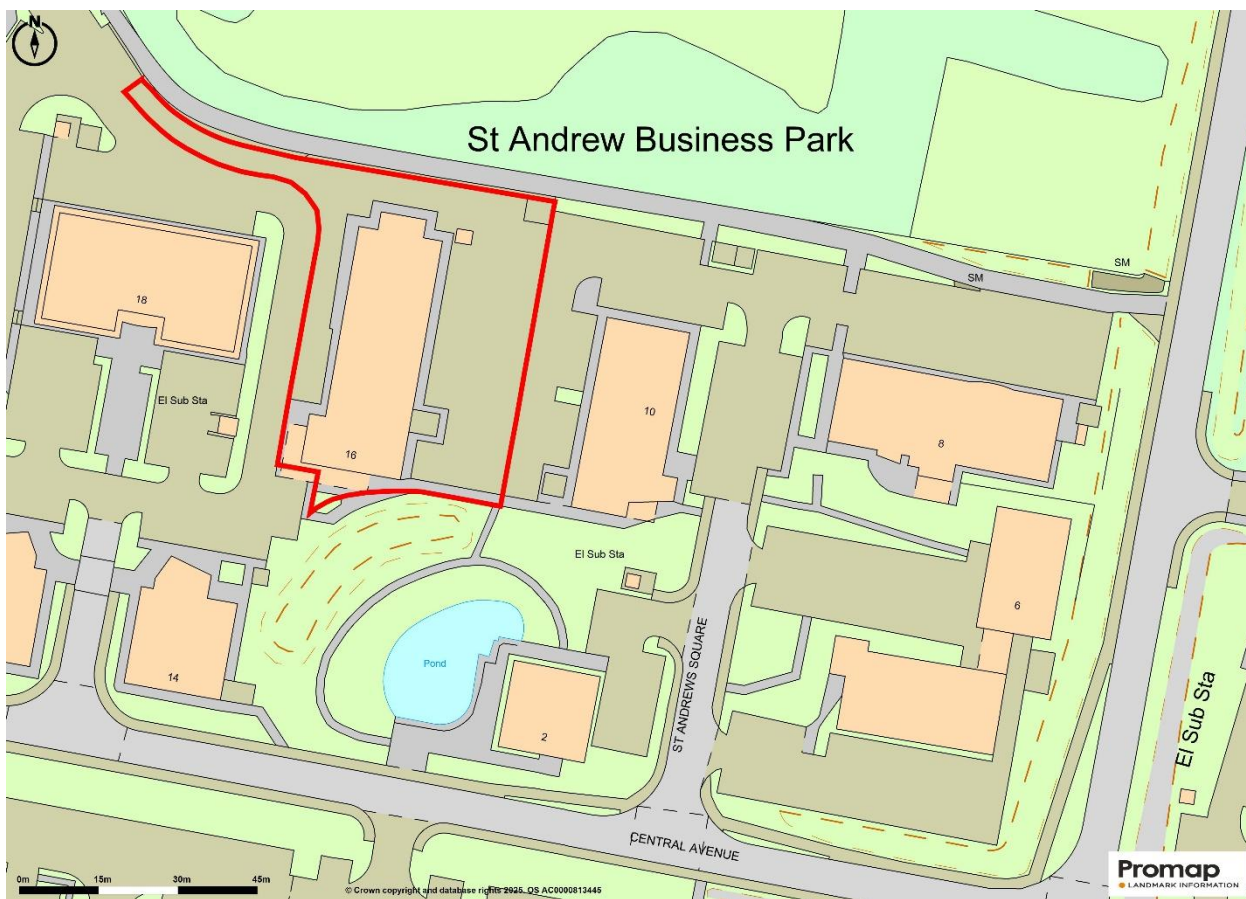 N
St Andrew Business Park
SM
SM
18
El Sub Sta
16
10
8
El Sub Sta
6
14
Pond
2
ST ANDREWS SQUARE
El Sub Sta
CENTRAL AVENUE
0m 15m 30m 45m
© Crown copyright and database rights 2025. OS AC0000813445
Promap
LANDMARK INFORMATION